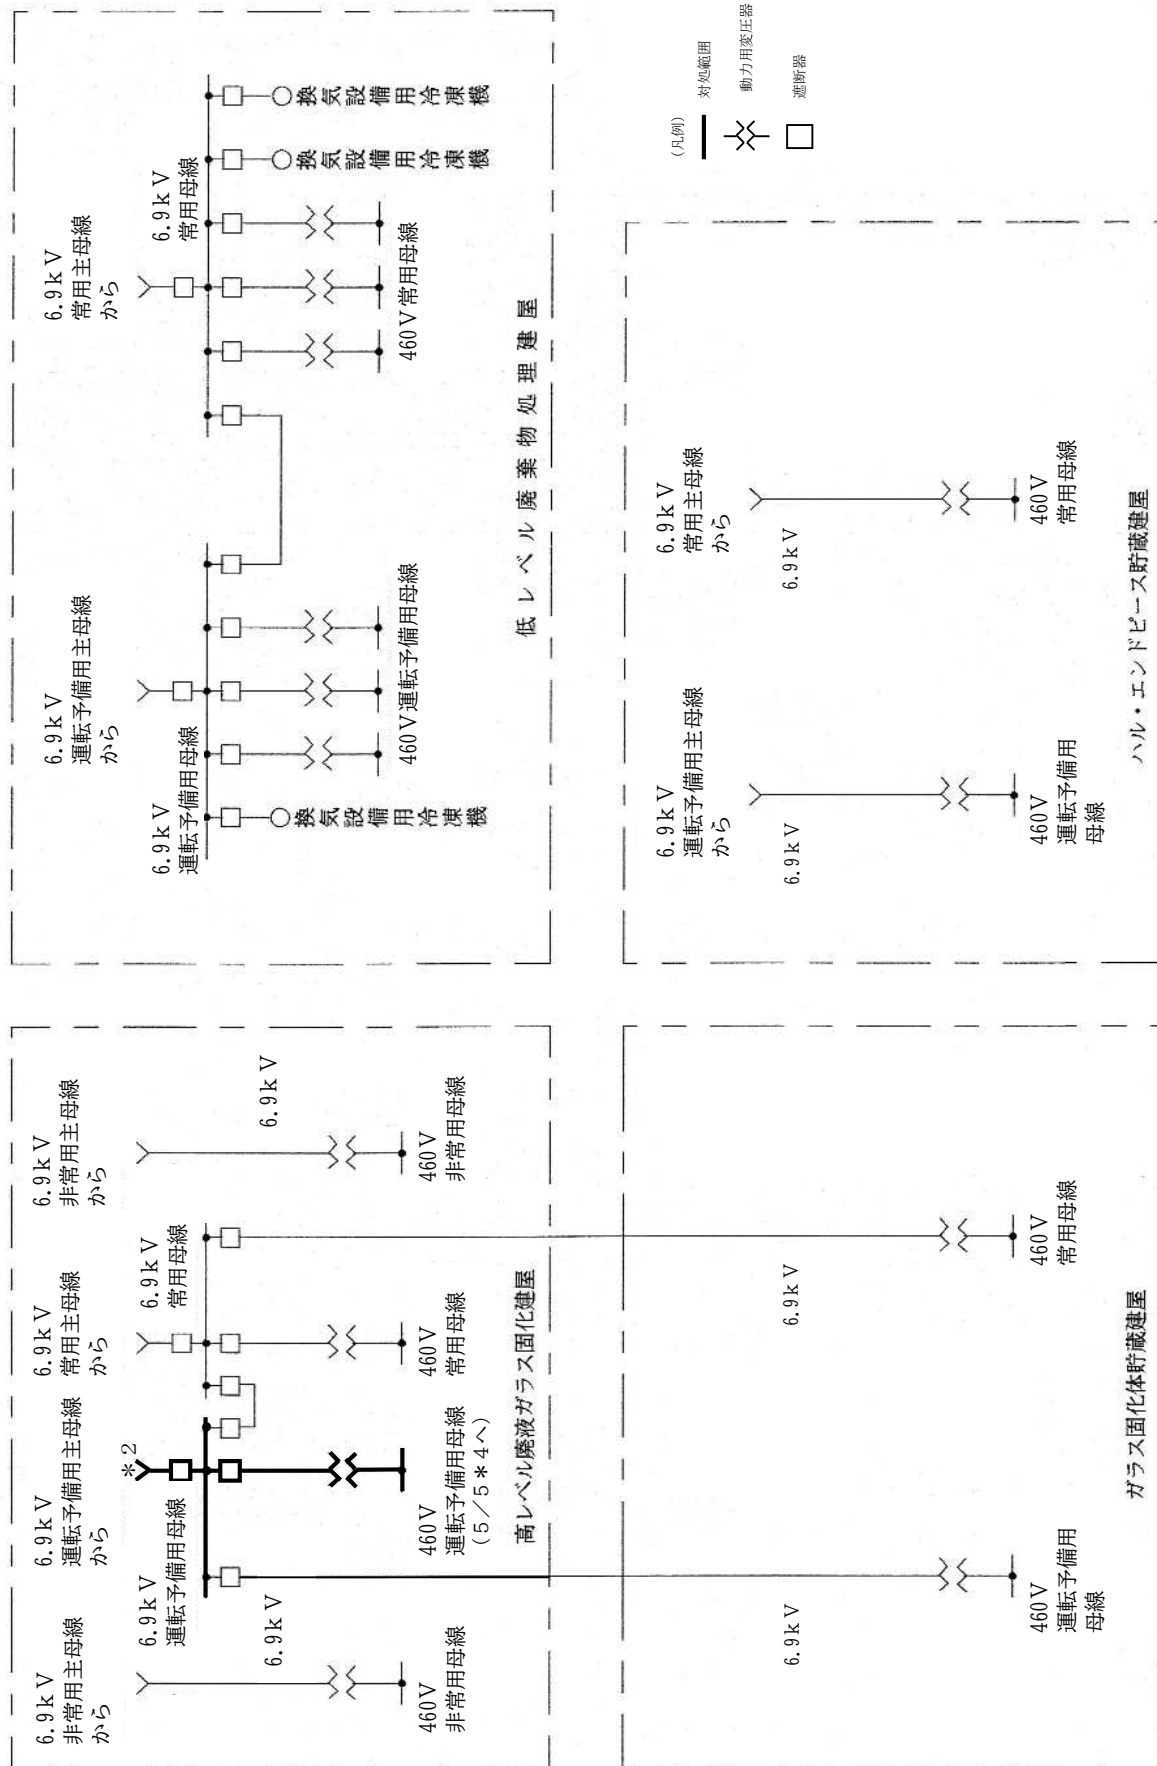 6.9kV
非常用主母線
から
6.9kV
運転予備用主母線
から
6.9kV
常用主母線
から
6.9kV
非常用主母線
から
*2
6.9kV
運転予備用母線
6.9kV
常用母線
6.9kV
6.9kV
460V
非常用母線
460V
運転予備用母線
(5/5*4へ)
460V
常用母線
460V
非常用母線
高レベル廃液ガラス固化建屋
6.9kV
運転予備用主母線
から
6.9kV
常用主母線
から
6.9kV
運転予備用母線
6.9kV
常用母線
換気設備用冷凍機
460V運転予備用母線
460V常用母線
換気設備用冷凍機
換気設備用冷凍機
低レベル廃棄物処理建屋
6.9kV
6.9kV
460V
運転予備用
母線
460V
常用母線
ガラス固化体貯蔵建屋
6.9kV
運転予備用主母線
から
6.9kV
常用主母線
から
6.9kV
6.9kV
460V
運転予備用
母線
460V
常用母線
ハル・エンドピース貯蔵建屋
(凡例)
対処範囲
動力用変圧器
遮断器